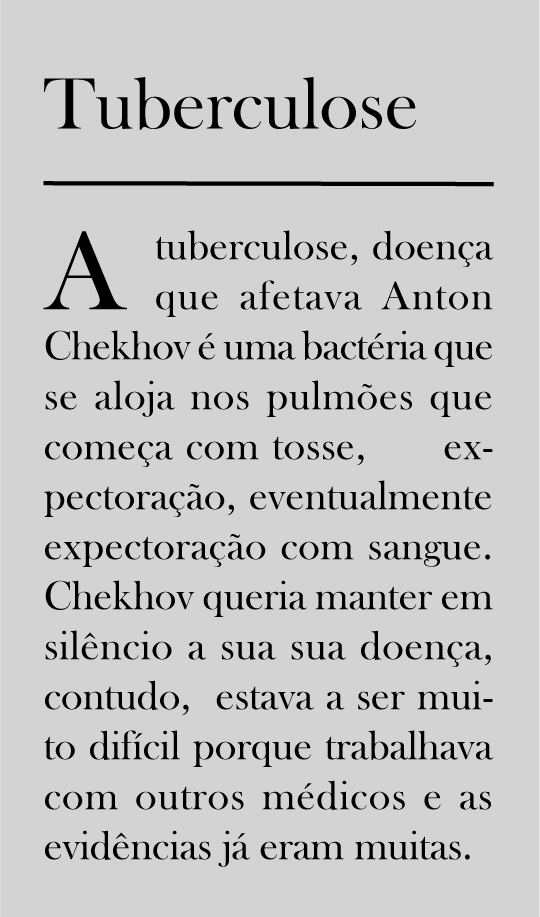 Tuberculose
A tuberculose, doença
que afetava Anton
Chekhov é uma bactéria que
se aloja nos pulmões que
começa com tosse, ex-
pectoração, eventualmente
expectoração com sangue.
Chekhov queria manter em
silêncio a sua sua doença,
contudo, estava a ser mui-
to difícil porque trabalhava
com outros médicos e as
evidências já eram muitas.